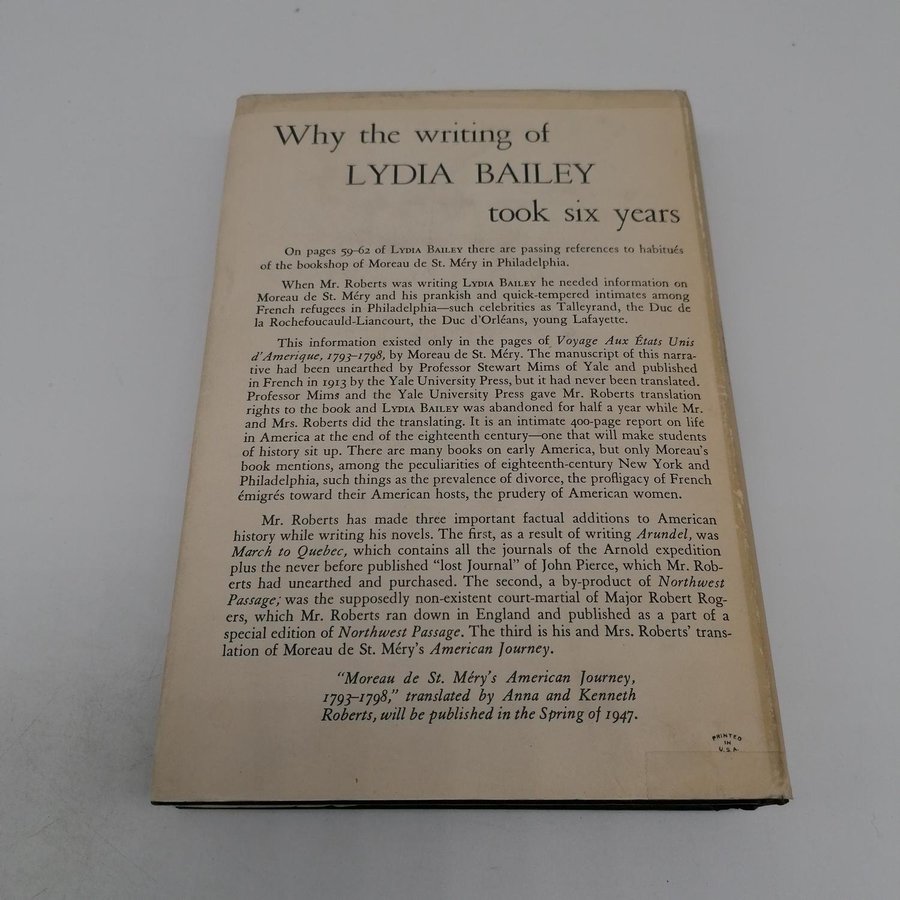 Why the writing of
LYDIA BAILEY
took six years
On pages 59–62 of LYDIA BAILEY there are passing references to habitués
of the bookshop of Moreau de St. Méry in Philadelphia.
When Mr. Roberts was writing LYDIA BAILEY he needed information on
Moreau de St. Méry and his prankish and quick-tempered intimates among
French refugees in Philadelphia—such celebrities as Talleyrand, the Duc de
la Rochefoucauld-Liancourt, the Duc d'Orléans, young Lafayette.
This information existed only in the pages of Voyage Aux États Unis
d'Amerique, 1793–1798, by Moreau de St. Méry. The manuscript of this narra-
tive had been unearthed by Professor Stewart Mims of Yale and published
in French in 1913 by the Yale University Press, but it had never been translated.
Professor Mims and the Yale University Press gave Mr. Roberts translation
rights to the book and LYDIA BAILEY was abandoned for half a year while Mr.
and Mrs. Roberts did the translating. It is an intimate 400-page report on life
in America at the end of the eighteenth century—one that will make students
of history sit up. There are many books on early America, but only Moreau's
book mentions, among the peculiarities of eighteenth-century New York and
Philadelphia, such things as the prevalence of divorce, the profligacy of French
émigrés toward their American hosts, the prudery of American women.
Mr. Roberts has made three important factual additions to American
history while writing his novels. The first, as a result of writing Arundel, was
March to Quebec, which contains all the journals of the Arnold expedition
plus the never before published "lost Journal" of John Pierce, which Mr. Rob-
erts had unearthed and purchased. The second, a by-product of Northwest
Passage, was the supposedly non-existent court-martial of Major Robert Rog-
ers, which Mr. Roberts ran down in England and published as a part of a
special edition of Northwest Passage. The third is his and Mrs. Roberts' trans-
lation of Moreau de St. Méry's American Journey.
"Moreau de St. Méry's American Journey,
1793–1798," translated by Anna and Kenneth
Roberts, will be published in the Spring of 1947.
PRINTED
IN
U.S.A.